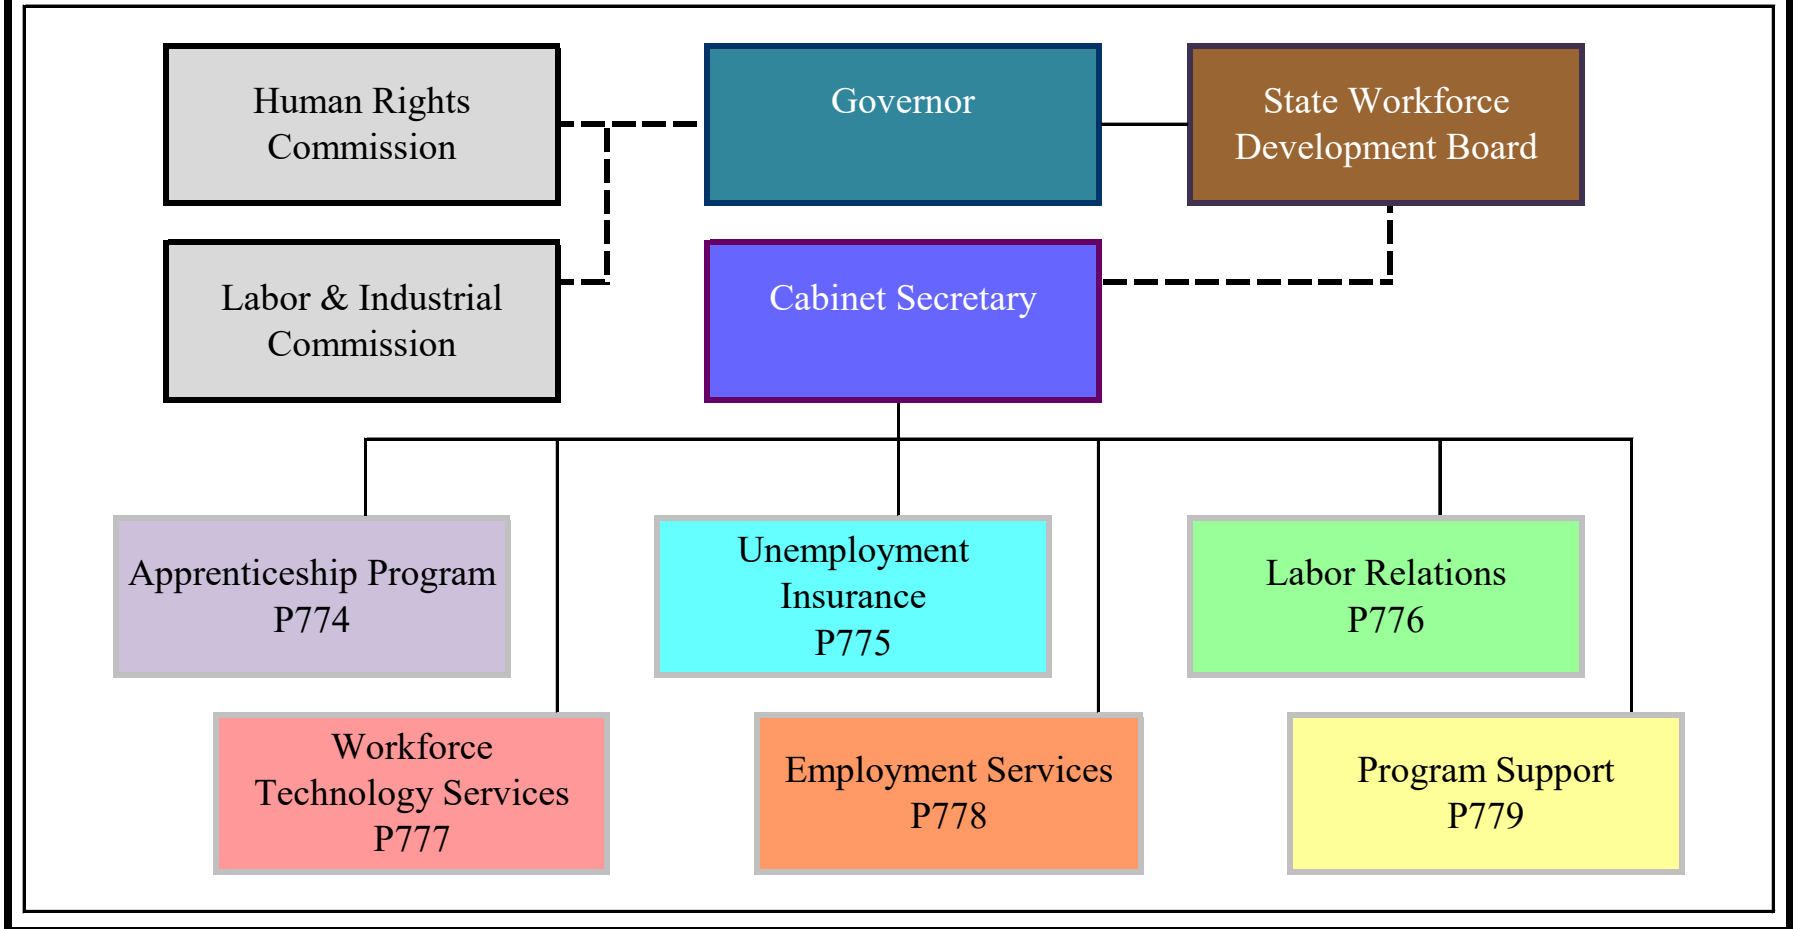 Human Rights
Commission
Governor
State Workforce
Development Board
Labor & Industrial
Commission
Cabinet Secretary
Apprenticeship Program
P774
Unemployment
Insurance
P775
Labor Relations
P776
Workforce
Technology Services
P777
Employment Services
P778
Program Support
P779